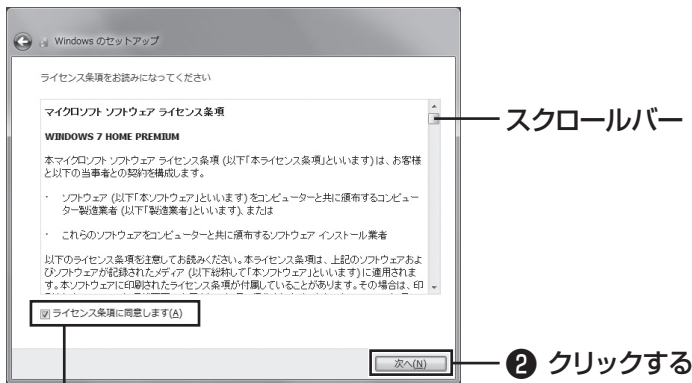 Windows のセットアップ
ライセンス条項をお読みになってください
マイクロソフト ソフトウェア ライセンス条項
WINDOWS 7 HOME PREMIUM
本マイクロソフト ソフトウェア ライセンス条項 (以下「本ライセンス条項」といいます) は、お客様
と以下の当事者との契約を構成します。
· ソフトウェア (以下「本ソフトウェア」といいます) をコンピューターと共に頒布するコンピュー
ター製造業者 (以下「製造業者」といいます)、または
· これらのソフトウェアをコンピューターと共に頒布するソフトウェア インストール業者
以下のライセンス条項を注意してお読みください。本ライセンス条項は、上記のソフトウェアおよ
びソフトウェアが記録されたメディア (以下総称して「本ソフトウェア」といいます) に適用されま
す。本ソフトウェアに印刷されたライセンス条項が付属していることがあります。その場合は、印
ライセンス条項に同意します(A)
次へ(N)
スクロールバー
❷ クリックする